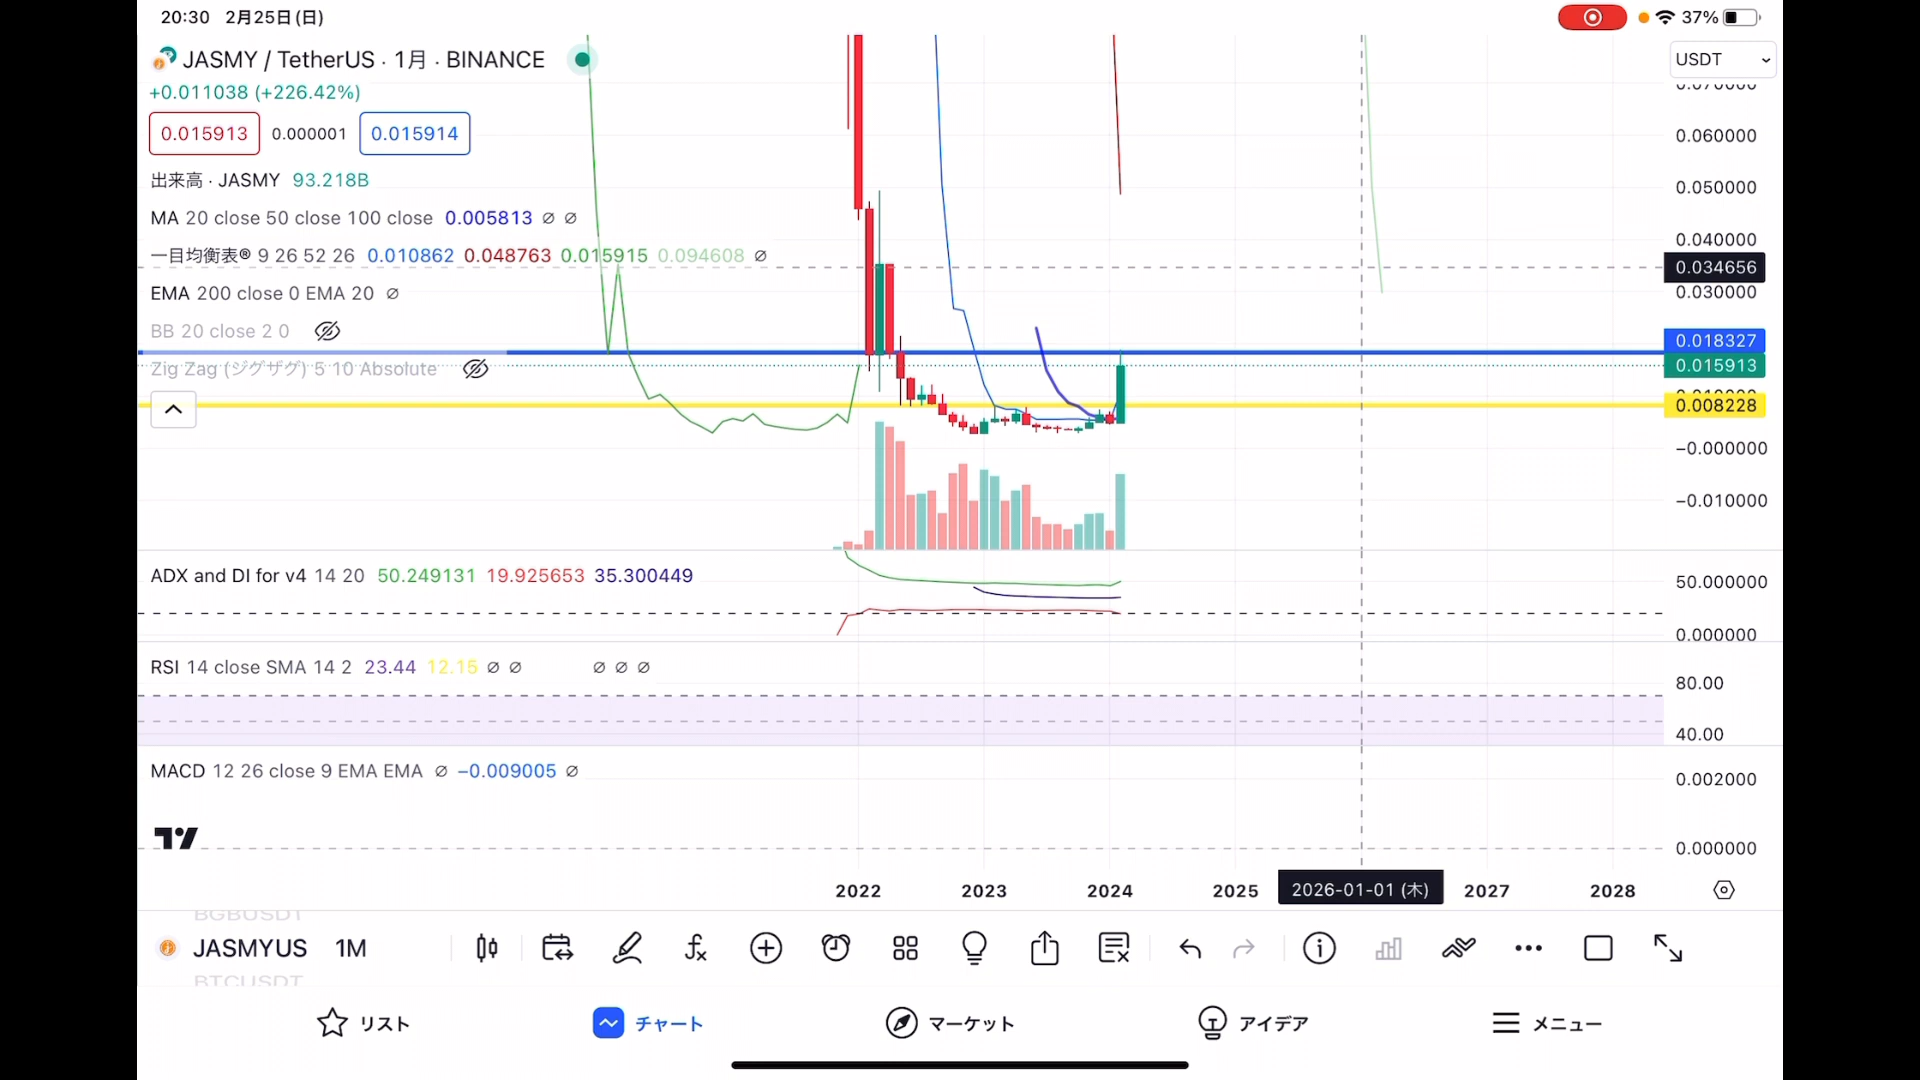 20:30 2月25日(日)
37%
JASMY / TetherUS · 1月 · BINANCE
USDT
+0.011038 (+226.42%)
0.070000
0.015913 0.000001 0.015914
0.060000
出来高 · JASMY 93.218B
0.050000
MA 20 close 50 close 100 close 0.005813 ∅ ∅
0.040000
一目均衡表® 9 26 52 26 0.010862 0.048763 0.015915 0.094608 ∅
0.034656
EMA 200 close 0 EMA 20 ∅
0.030000
BB 20 close 2 0
0.018327
Zig Zag (ジグザグ) 5 10 Absolute
0.015913
0.008228
−0.000000
−0.010000
ADX and DI for v4 14 20 50.249131 19.925653 35.300449
50.000000
0.000000
RSI 14 close SMA 14 2 23.44 12.15 ∅ ∅ ∅ ∅ ∅
80.00
40.00
MACD 12 26 close 9 EMA EMA ∅ −0.009005 ∅
0.002000
0.000000
2022 2023 2024 2025 2026-01-01 (木) 2027 2028
BGBUSDT
JASMYUS 1M
BTCUSDT
リスト チャート マーケット アイデア メニュー